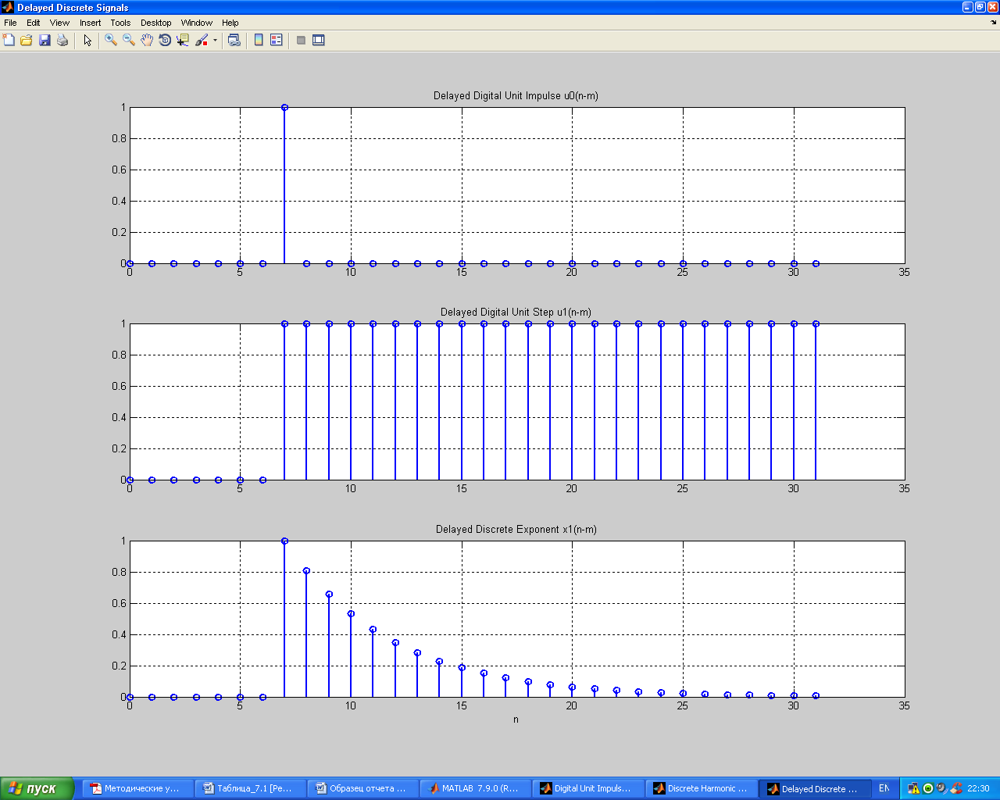 Delayed Discrete Signals
File Edit View Insert Tools Desktop Window Help
Delayed Digital Unit Impulse u0(n-m)
1
0.8
0.6
0.4
0.2
0
0 5 10 15 20 25 30 35
Delayed Digital Unit Step u1(n-m)
1
0.8
0.6
0.4
0.2
0
0 5 10 15 20 25 30 35
Delayed Discrete Exponent x1(n-m)
1
0.8
0.6
0.4
0.2
0
0 5 10 15 20 25 30 35
n
пуск Методические у... Таблица_7.1 [Ре... Образец отчета ... MATLAB 7.9.0 (R... Digital Unit Impuls... Discrete Harmonic ... Delayed Discrete ... EN 22:30